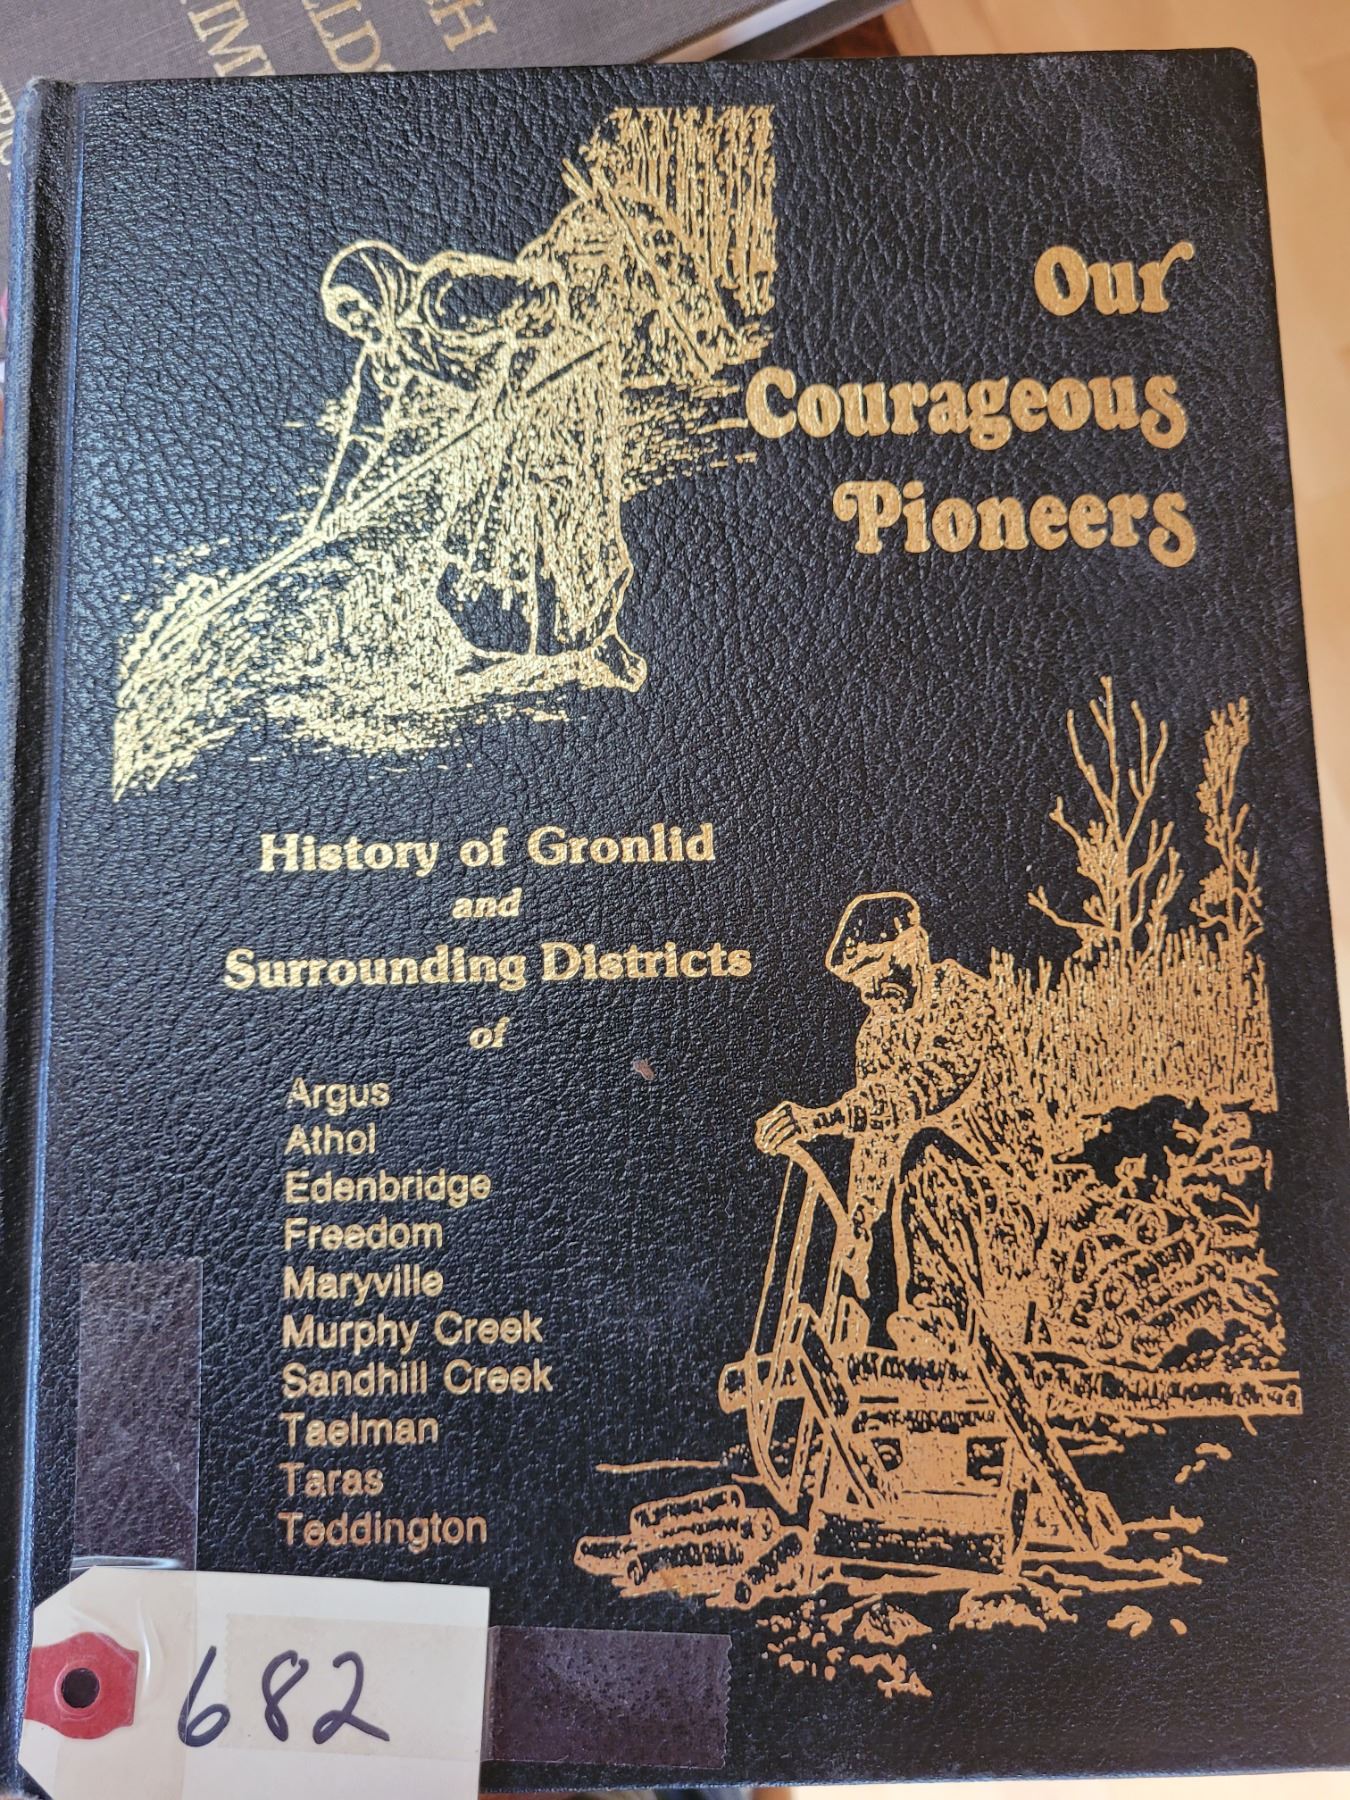 Our
Courageous
Pioneers
History of Gronlid
and
Surrounding Districts
of
Argus
Athol
Edenbridge
Freedom
Maryville
Murphy Creek
Sandhill Creek
Taelman
Taras
Teddington
682